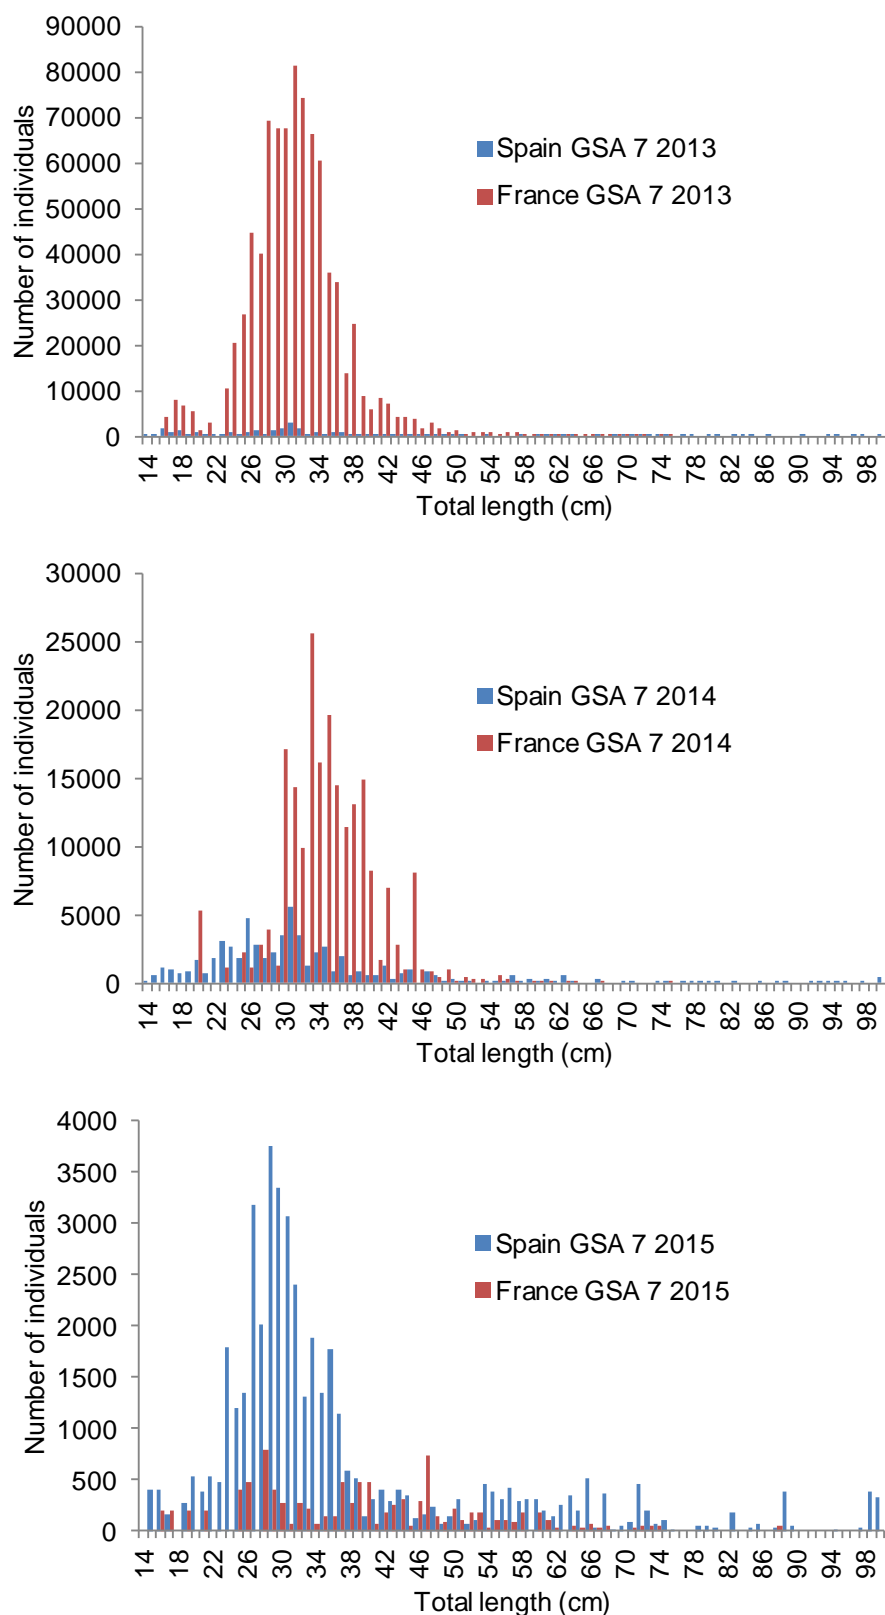 90000
80000
70000
60000
50000
40000
30000
20000
10000
0
Number of individuals
Spain GSA 7 2013
France GSA 7 2013
14 18 22 26 30 34 38 42 46 50 54 58 62 66 70 74 78 82 86 90 94 98
Total length (cm)
30000
25000
20000
15000
10000
5000
0
Number of individuals
Spain GSA 7 2014
France GSA 7 2014
14 18 22 26 30 34 38 42 46 50 54 58 62 66 70 74 78 82 86 90 94 98
Total length (cm)
4000
3500
3000
2500
2000
1500
1000
500
0
Number of individuals
Spain GSA 7 2015
France GSA 7 2015
14 18 22 26 30 34 38 42 46 50 54 58 62 66 70 74 78 82 86 90 94 98
Total length (cm)